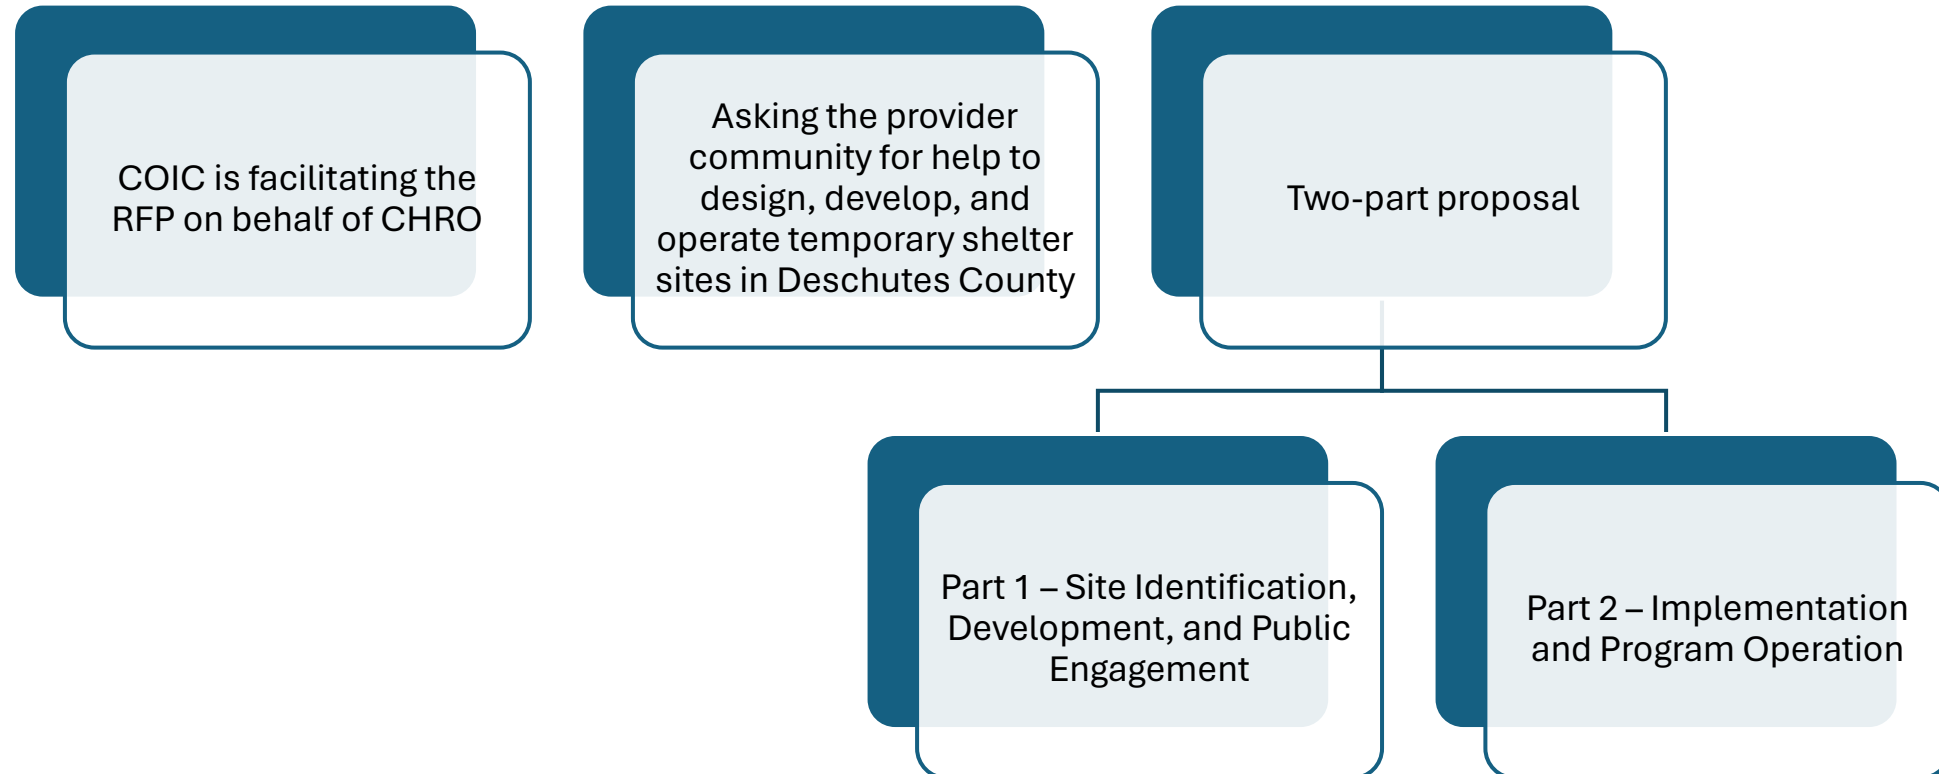 COIC is facilitating the
RFP on behalf of CHRO
Asking the provider
community for help to
design, develop, and
operate temporary shelter
sites in Deschutes County
Two-part proposal
Part 1 – Site Identification,
Development, and Public
Engagement
Part 2 – Implementation
and Program Operation